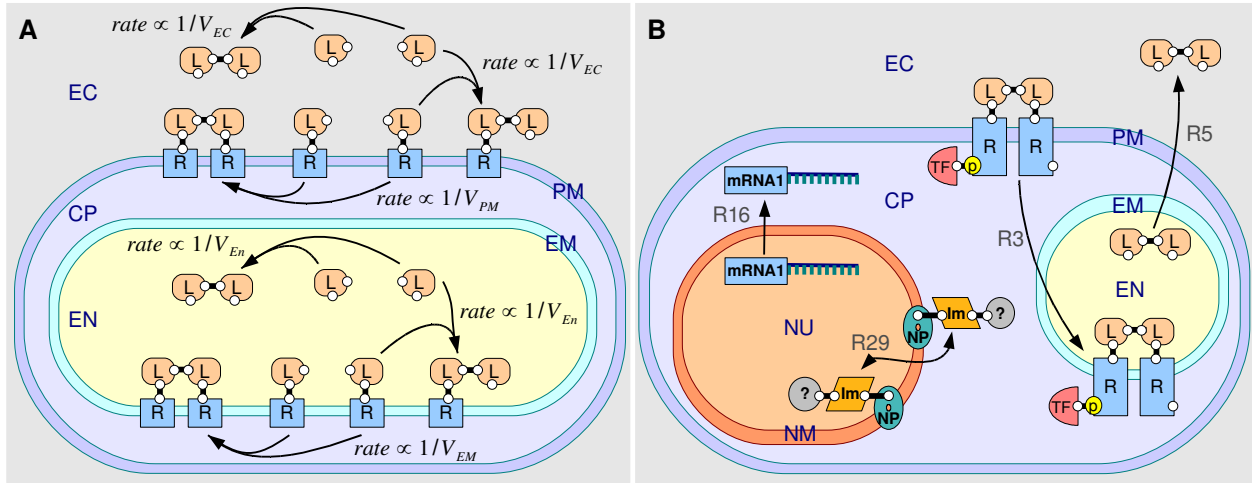 A
rate ∝ 1/V_EC
L L
L
L
rate ∝ 1/V_EC
EC
L L
L
L
L L
R R
R
R
R
PM
rate ∝ 1/V_PM
CP
EM
rate ∝ 1/V_En
L L
L
L
rate ∝ 1/V_En
EN
L L
L
L
L L
R R
R
R
R
rate ∝ 1/V_EM
B
EC
L L
L L
R5
PM
R R
TF p
mRNA1
CP
EM
R16
R3
L L
mRNA1
EN
NU
Im ?
NP
R29
L L
? Im
NP
R R
TF p
NM